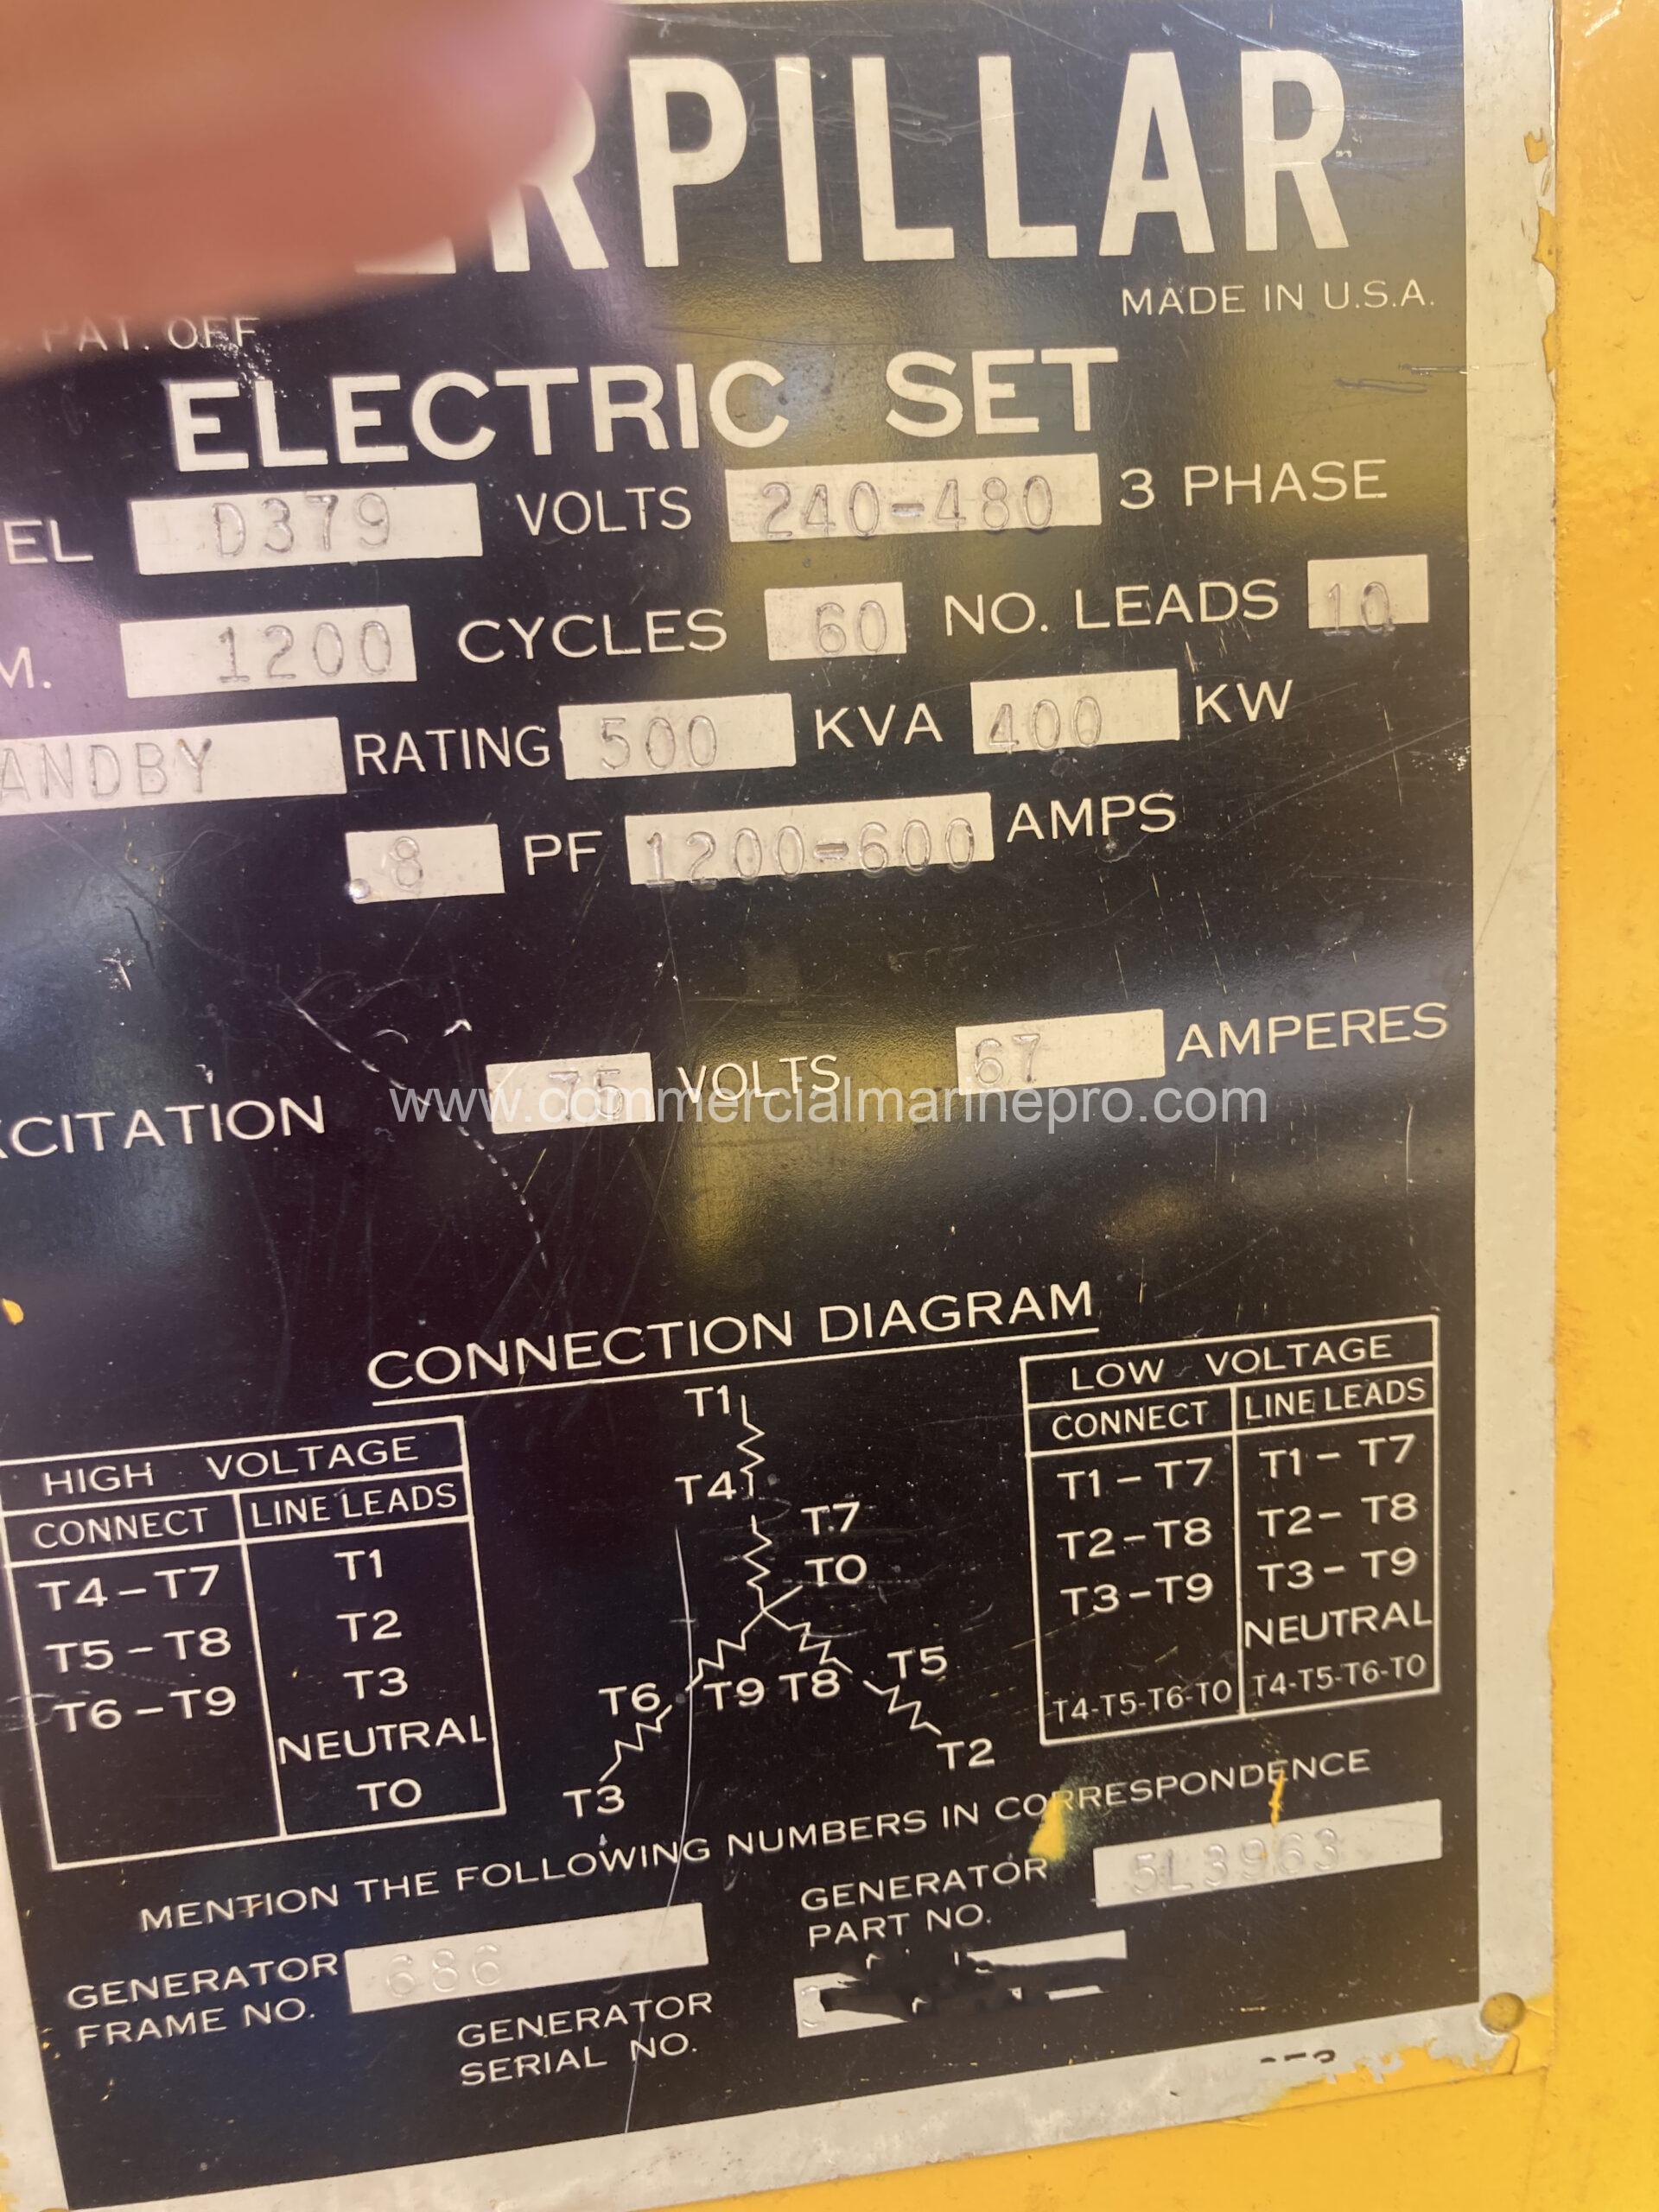 RPILLAR
MADE IN U.S.A.
PAT. OFF
ELECTRIC SET
EL D379 VOLTS 240-480 3 PHASE
M. 1200 CYCLES 60 NO. LEADS 10
ANDBY RATING 500 KVA 400 KW
.8 PF 1200-600 AMPS
CITATION 75 VOLTS 67 AMPERES
www.commercialmarinepro.com
CONNECTION DIAGRAM
HIGH VOLTAGE
CONNECT LINE LEADS
T4-T7 T1
T5-T8 T2
T6-T9 T3
NEUTRAL
TO
T1
T4
T7
TO
T6 T9 T8 T5
T3 T2
LOW VOLTAGE
CONNECT LINE LEADS
T1-T7 T1-T7
T2-T8 T2-T8
T3-T9 T3-T9
NEUTRAL
T4-T5-T6-TO T4-T5-T6-TO
MENTION THE FOLLOWING NUMBERS IN CORRESPONDENCE
GENERATOR FRAME NO. 686
GENERATOR PART NO. 5L3963
GENERATOR SERIAL NO.